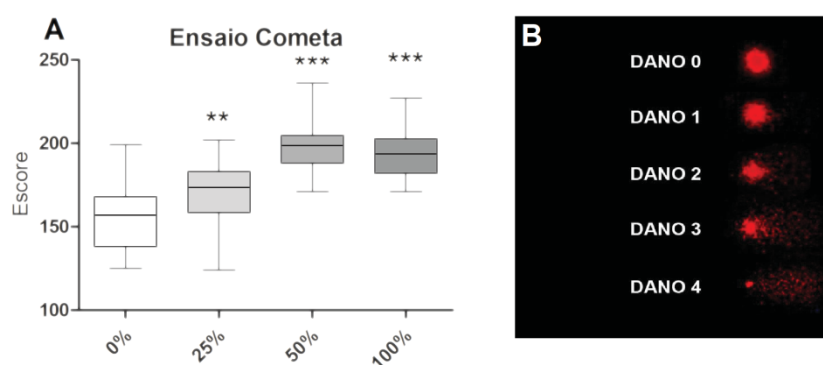 A
Ensaio Cometa
Escore
250
200
150
100
**
***
***
0%
25%
50%
100%
B
DANO 0
DANO 1
DANO 2
DANO 3
DANO 4